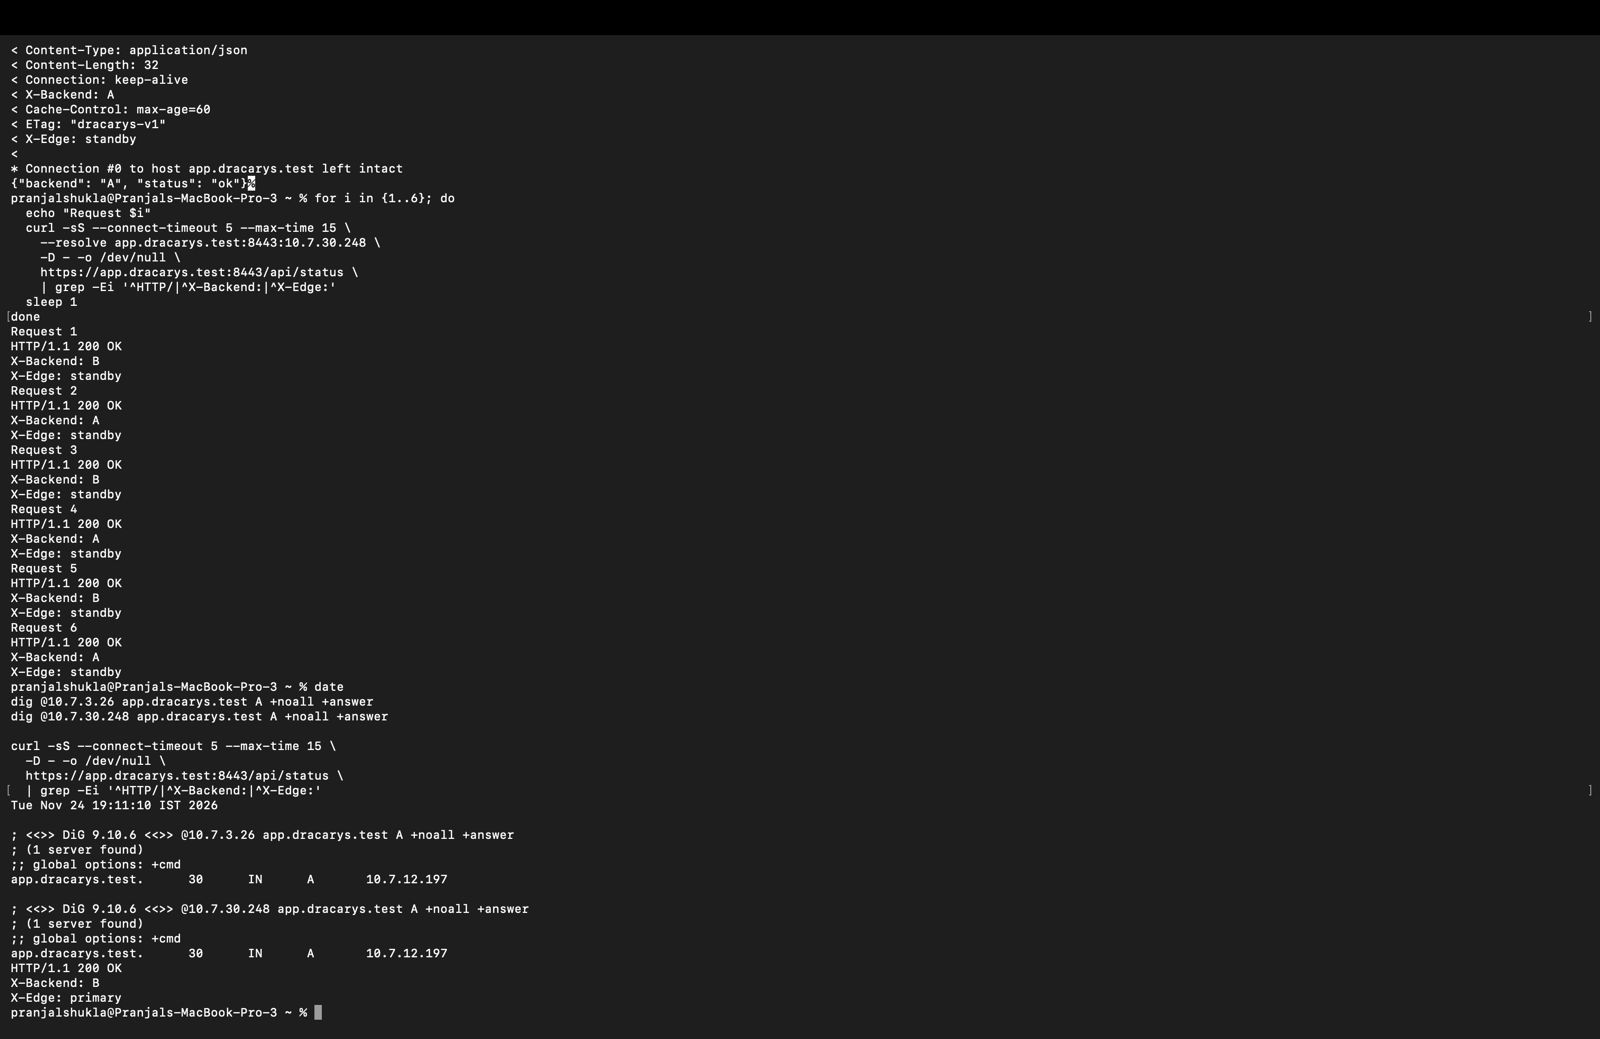 < Content-Type: application/json
< Content-Length: 32
< Connection: keep-alive
< X-Backend: A
< Cache-Control: max-age=60
< ETag: "dracarys-v1"
< X-Edge: standby
<
* Connection #0 to host app.dracarys.test left intact
{"backend": "A", "status": "ok"}%
pranjalshukla@Pranjals-MacBook-Pro-3 ~ % for i in {1..6}; do
  echo "Request $i"
  curl -sS --connect-timeout 5 --max-time 15 \
    --resolve app.dracarys.test:8443:10.7.30.248 \
    -D - -o /dev/null \
    https://app.dracarys.test:8443/api/status \
    | grep -Ei '^HTTP/|^X-Backend:|^X-Edge:'
  sleep 1
[done ]
Request 1
HTTP/1.1 200 OK
X-Backend: B
X-Edge: standby
Request 2
HTTP/1.1 200 OK
X-Backend: A
X-Edge: standby
Request 3
HTTP/1.1 200 OK
X-Backend: B
X-Edge: standby
Request 4
HTTP/1.1 200 OK
X-Backend: A
X-Edge: standby
Request 5
HTTP/1.1 200 OK
X-Backend: B
X-Edge: standby
Request 6
HTTP/1.1 200 OK
X-Backend: A
X-Edge: standby
pranjalshukla@Pranjals-MacBook-Pro-3 ~ % date
dig @10.7.3.26 app.dracarys.test A +noall +answer
dig @10.7.30.248 app.dracarys.test A +noall +answer

curl -sS --connect-timeout 5 --max-time 15 \
  -D - -o /dev/null \
  https://app.dracarys.test:8443/api/status \
[  | grep -Ei '^HTTP/|^X-Backend:|^X-Edge:' ]
Tue Nov 24 19:11:10 IST 2026

; <<>> DiG 9.10.6 <<>> @10.7.3.26 app.dracarys.test A +noall +answer
; (1 server found)
;; global options: +cmd
app.dracarys.test.      30      IN      A       10.7.12.197

; <<>> DiG 9.10.6 <<>> @10.7.30.248 app.dracarys.test A +noall +answer
; (1 server found)
;; global options: +cmd
app.dracarys.test.      30      IN      A       10.7.12.197
HTTP/1.1 200 OK
X-Backend: B
X-Edge: primary
pranjalshukla@Pranjals-MacBook-Pro-3 ~ %